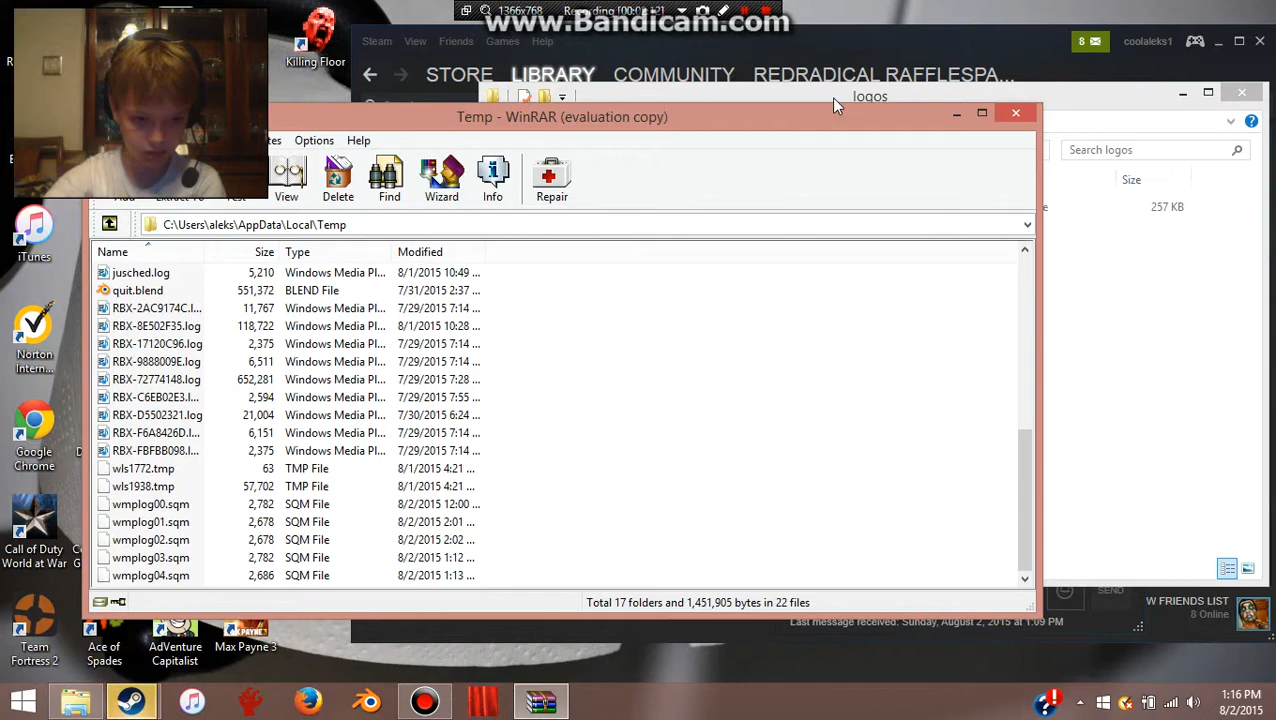 1366x768 Recording
www.Bandicam.com
Killing Floor
Steam View Friends Games Help
8 coolaleks1
STORE LIBRARY COMMUNITY REDRADICAL RAFFLESPA...
logos
Temp - WinRAR (evaluation copy)
Options Help
Search logos
Size
257 KB
Extract To Test View Delete Find Wizard Info Repair
C:\Users\aleks\AppData\Local\Temp
Name Size Type Modified
jusched.log 5,210 Windows Media Pl... 8/1/2015 10:49 ...
quit.blend 551,372 BLEND File 7/31/2015 2:37 ...
RBX-2AC9174C.l... 11,767 Windows Media Pl... 7/29/2015 7:14 ...
RBX-8E502F35.log 118,722 Windows Media Pl... 8/1/2015 10:28 ...
RBX-17120C96.log 2,375 Windows Media Pl... 7/29/2015 7:14 ...
RBX-9888009E.log 6,511 Windows Media Pl... 7/29/2015 7:14 ...
RBX-72774148.log 652,281 Windows Media Pl... 7/29/2015 7:28 ...
RBX-C6EB02E3.l... 2,594 Windows Media Pl... 7/29/2015 7:55 ...
RBX-D5502321.log 21,004 Windows Media Pl... 7/30/2015 6:24 ...
RBX-F6A8426D.l... 6,151 Windows Media Pl... 7/29/2015 7:14 ...
RBX-FBFBB098.l... 2,375 Windows Media Pl... 7/29/2015 7:14 ...
wls1772.tmp 63 TMP File 8/1/2015 4:21 ...
wls1938.tmp 57,702 TMP File 8/1/2015 4:21 ...
wmplog00.sqm 2,782 SQM File 8/2/2015 12:00 ...
wmplog01.sqm 2,678 SQM File 8/2/2015 2:01 ...
wmplog02.sqm 2,678 SQM File 8/2/2015 2:02 ...
wmplog03.sqm 2,782 SQM File 8/2/2015 1:12 ...
wmplog04.sqm 2,686 SQM File 8/2/2015 1:13 ...
Total 17 folders and 1,451,905 bytes in 22 files
iTunes
Norton
Intern...
Google
Chrome
Call of Duty
World at War
Team
Fortress 2
Ace of
Spades
AdVenture
Capitalist
Max Payne 3
SEND
W FRIENDS LIST
8 Online
Last message received: Sunday, August 2, 2015 at 1:09 PM
1:16 PM
8/2/2015